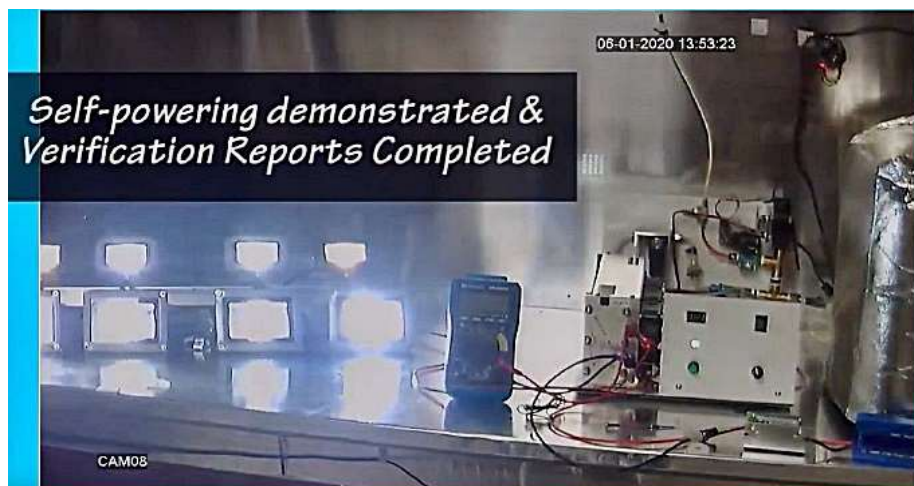 06-01-2020 13:53:23
Self-powering demonstrated &
Verification Reports Completed
CAM08